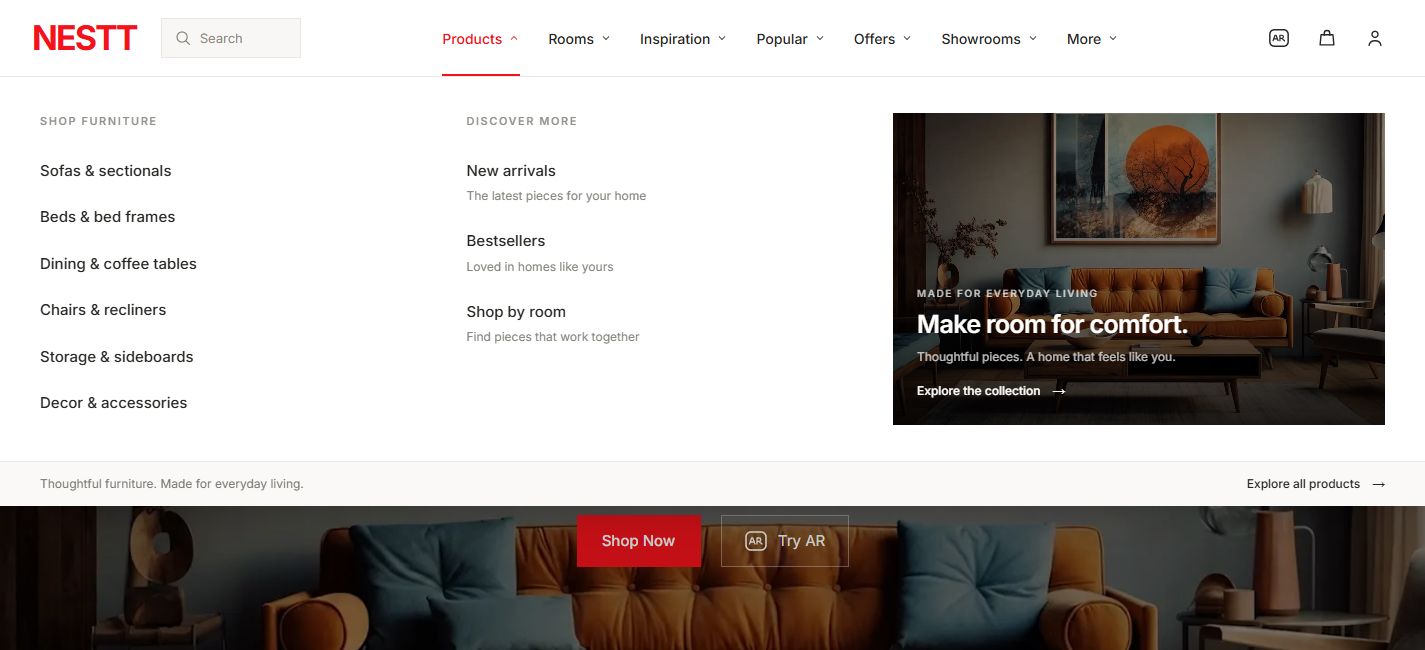 NESTT
Search
Products
Rooms
Inspiration
Popular
Offers
Showrooms
More
AR
SHOP FURNITURE
Sofas & sectionals
Beds & bed frames
Dining & coffee tables
Chairs & recliners
Storage & sideboards
Decor & accessories
DISCOVER MORE
New arrivals
The latest pieces for your home
Bestsellers
Loved in homes like yours
Shop by room
Find pieces that work together
MADE FOR EVERYDAY LIVING
Make room for comfort.
Thoughtful pieces. A home that feels like you.
Explore the collection →
Thoughtful furniture. Made for everyday living.
Explore all products →
Shop Now
AR Try AR